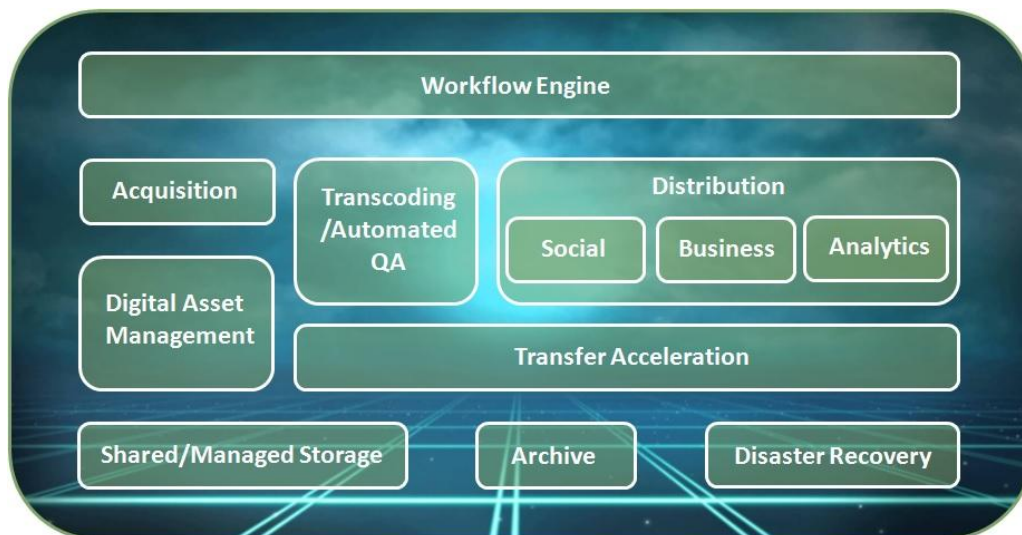 Workflow Engine
Acquisition
Transcoding
/Automated
QA
Distribution
Social
Business
Analytics
Digital Asset
Management
Transfer Acceleration
Shared/Managed Storage
Archive
Disaster Recovery